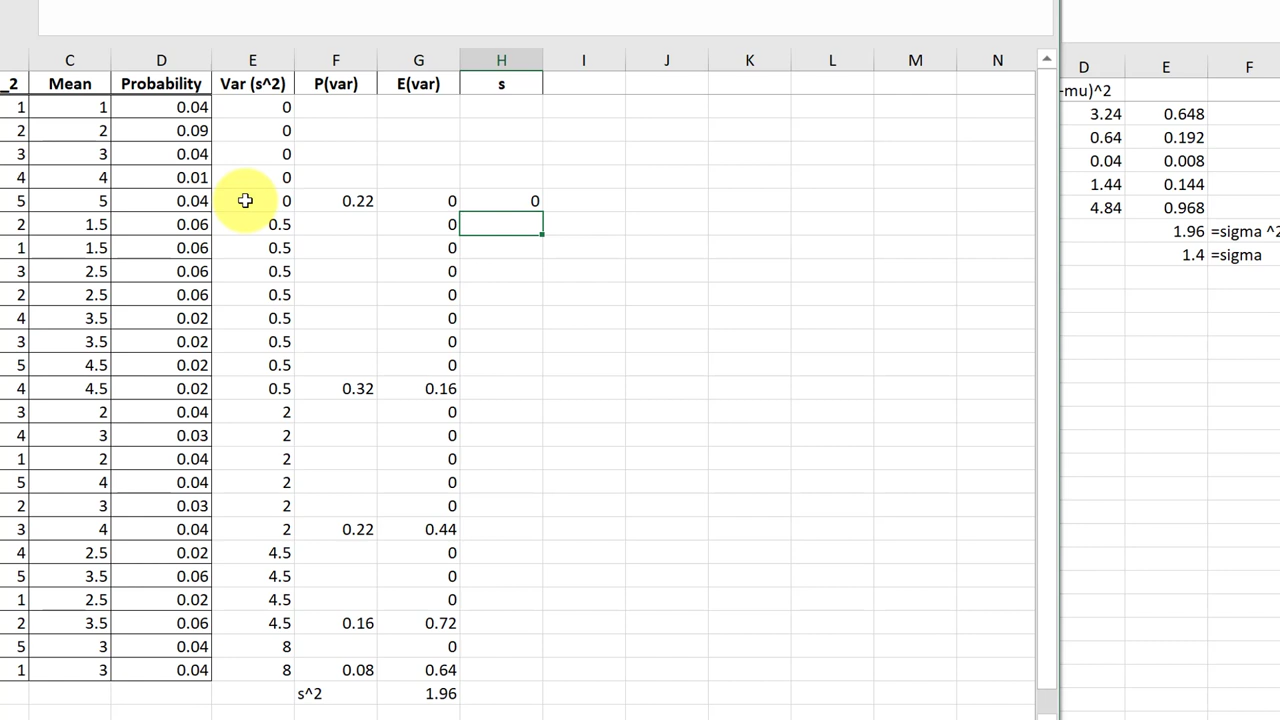 C D E F G H I J K L M N
_2 Mean Probability Var (s^2) P(var) E(var) s
1 1 0.04 0
2 2 0.09 0
3 3 0.04 0
4 4 0.01 0
5 5 0.04 0 0.22 0 0
2 1.5 0.06 0.5 0
1 1.5 0.06 0.5 0
3 2.5 0.06 0.5 0
2 2.5 0.06 0.5 0
4 3.5 0.02 0.5 0
3 3.5 0.02 0.5 0
5 4.5 0.02 0.5 0
4 4.5 0.02 0.5 0.32 0.16
3 2 0.04 2 0
4 3 0.03 2 0
1 2 0.04 2 0
5 4 0.04 2 0
2 3 0.03 2 0
3 4 0.04 2 0.22 0.44
4 2.5 0.02 4.5 0
5 3.5 0.06 4.5 0
1 2.5 0.02 4.5 0
2 3.5 0.06 4.5 0.16 0.72
5 3 0.04 8 0
1 3 0.04 8 0.08 0.64
s^2 1.96
D E F
-mu)^2
3.24 0.648
0.64 0.192
0.04 0.008
1.44 0.144
4.84 0.968
1.96 =sigma ^2
1.4 =sigma